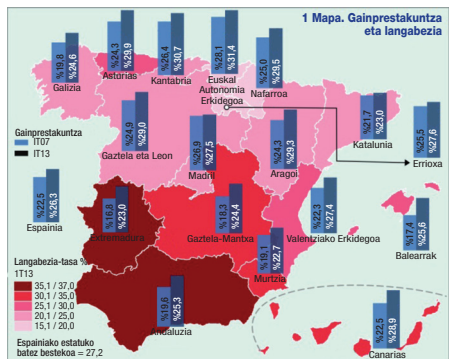 1 Mapa. Gainprestakuntza
eta langabezia
%19,8
%24,6
Galizia
%24,3
%29,9
Asturias
%26,4
%30,7
Kantabria
%28,1
%31,4
Euskal
Autonomia
Erkidegoa
%25,0
%29,5
Nafarroa
Gainprestakuntza
IT07
IT13
%24,9
%29,0
Gaztela eta Leon
%26,9
%27,5
Madril
%24,3
%29,3
Aragoi
%21,7
%23,0
Katalunia
%25,5
%27,6
Errioxa
%22,5
%26,3
Espainia
%16,8
%23,0
Extremadura
%18,3
%24,4
Gaztela-Mantxa
%22,3
%27,4
Valentziako Erkidegoa
%17,4
%25,6
Balearrak
%19,1
%22,7
Murtzia
Langabezia-tasa %
1T13
35,1 / 37,0
30,1 / 35,0
25,1 / 30,0
20,1 / 25,0
15,1 / 20,0
%19,6
%25,3
Andaluzia
%22,5
%28,9
Canarias
Espainiako estatuko
batez bestekoa = 27,2